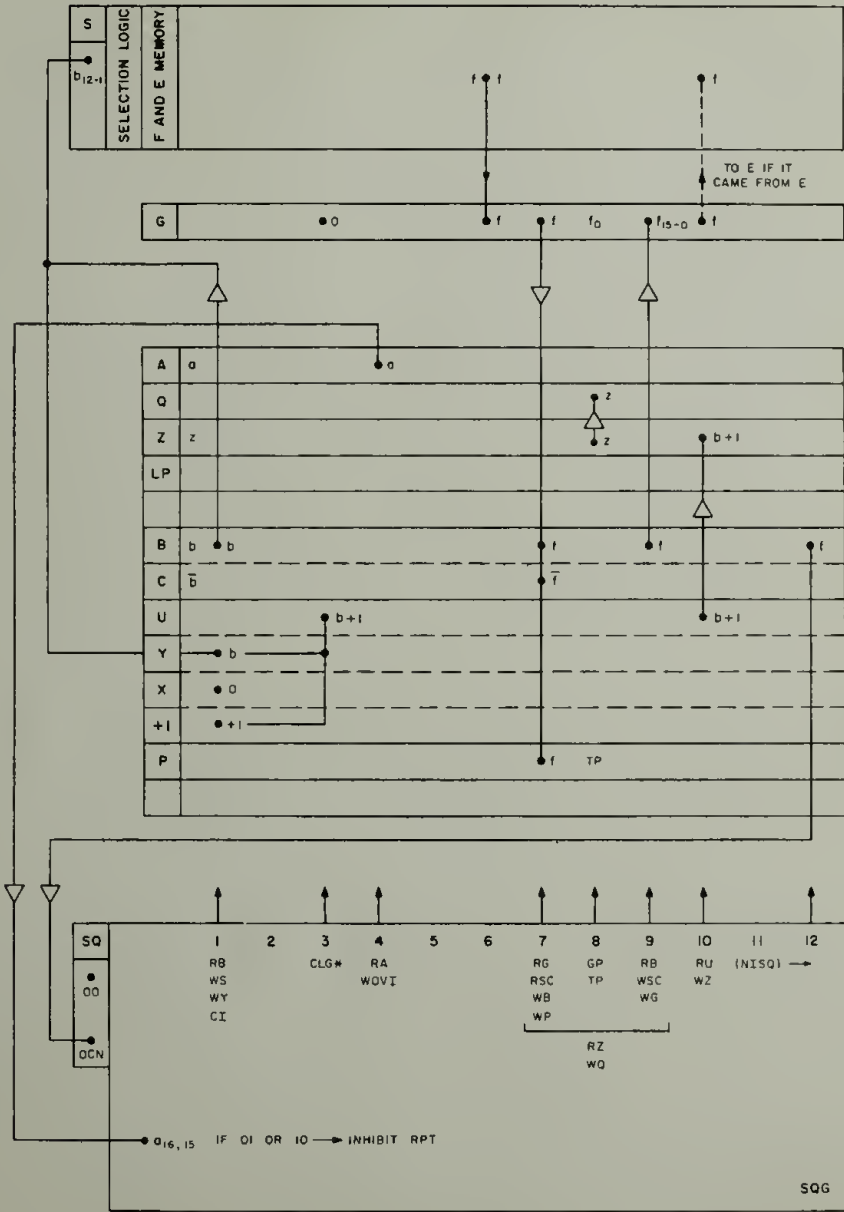 S
SELECTION LOGIC
F AND E MEMORY
b12-1
f f f
TO E IF IT
CAME FROM E
G 0 f f f0 f15-0 f
A a a
Q z
Z z z b+1
LP
B b b f f f
C b̄ f̄
U b+1 b+1
Y b
X 0
+1 +1
P f TP
SQ 1 2 3 4 5 6 7 8 9 10 11 12
RB CLG* RA RG GP RB RU (NISQ)
00 WS WOVI RSC TP WSC WZ
WY WB WG
CI WP
OCN RZ
WQ
a16,15 IF 01 OR 10 → INHIBIT RPT
SQG